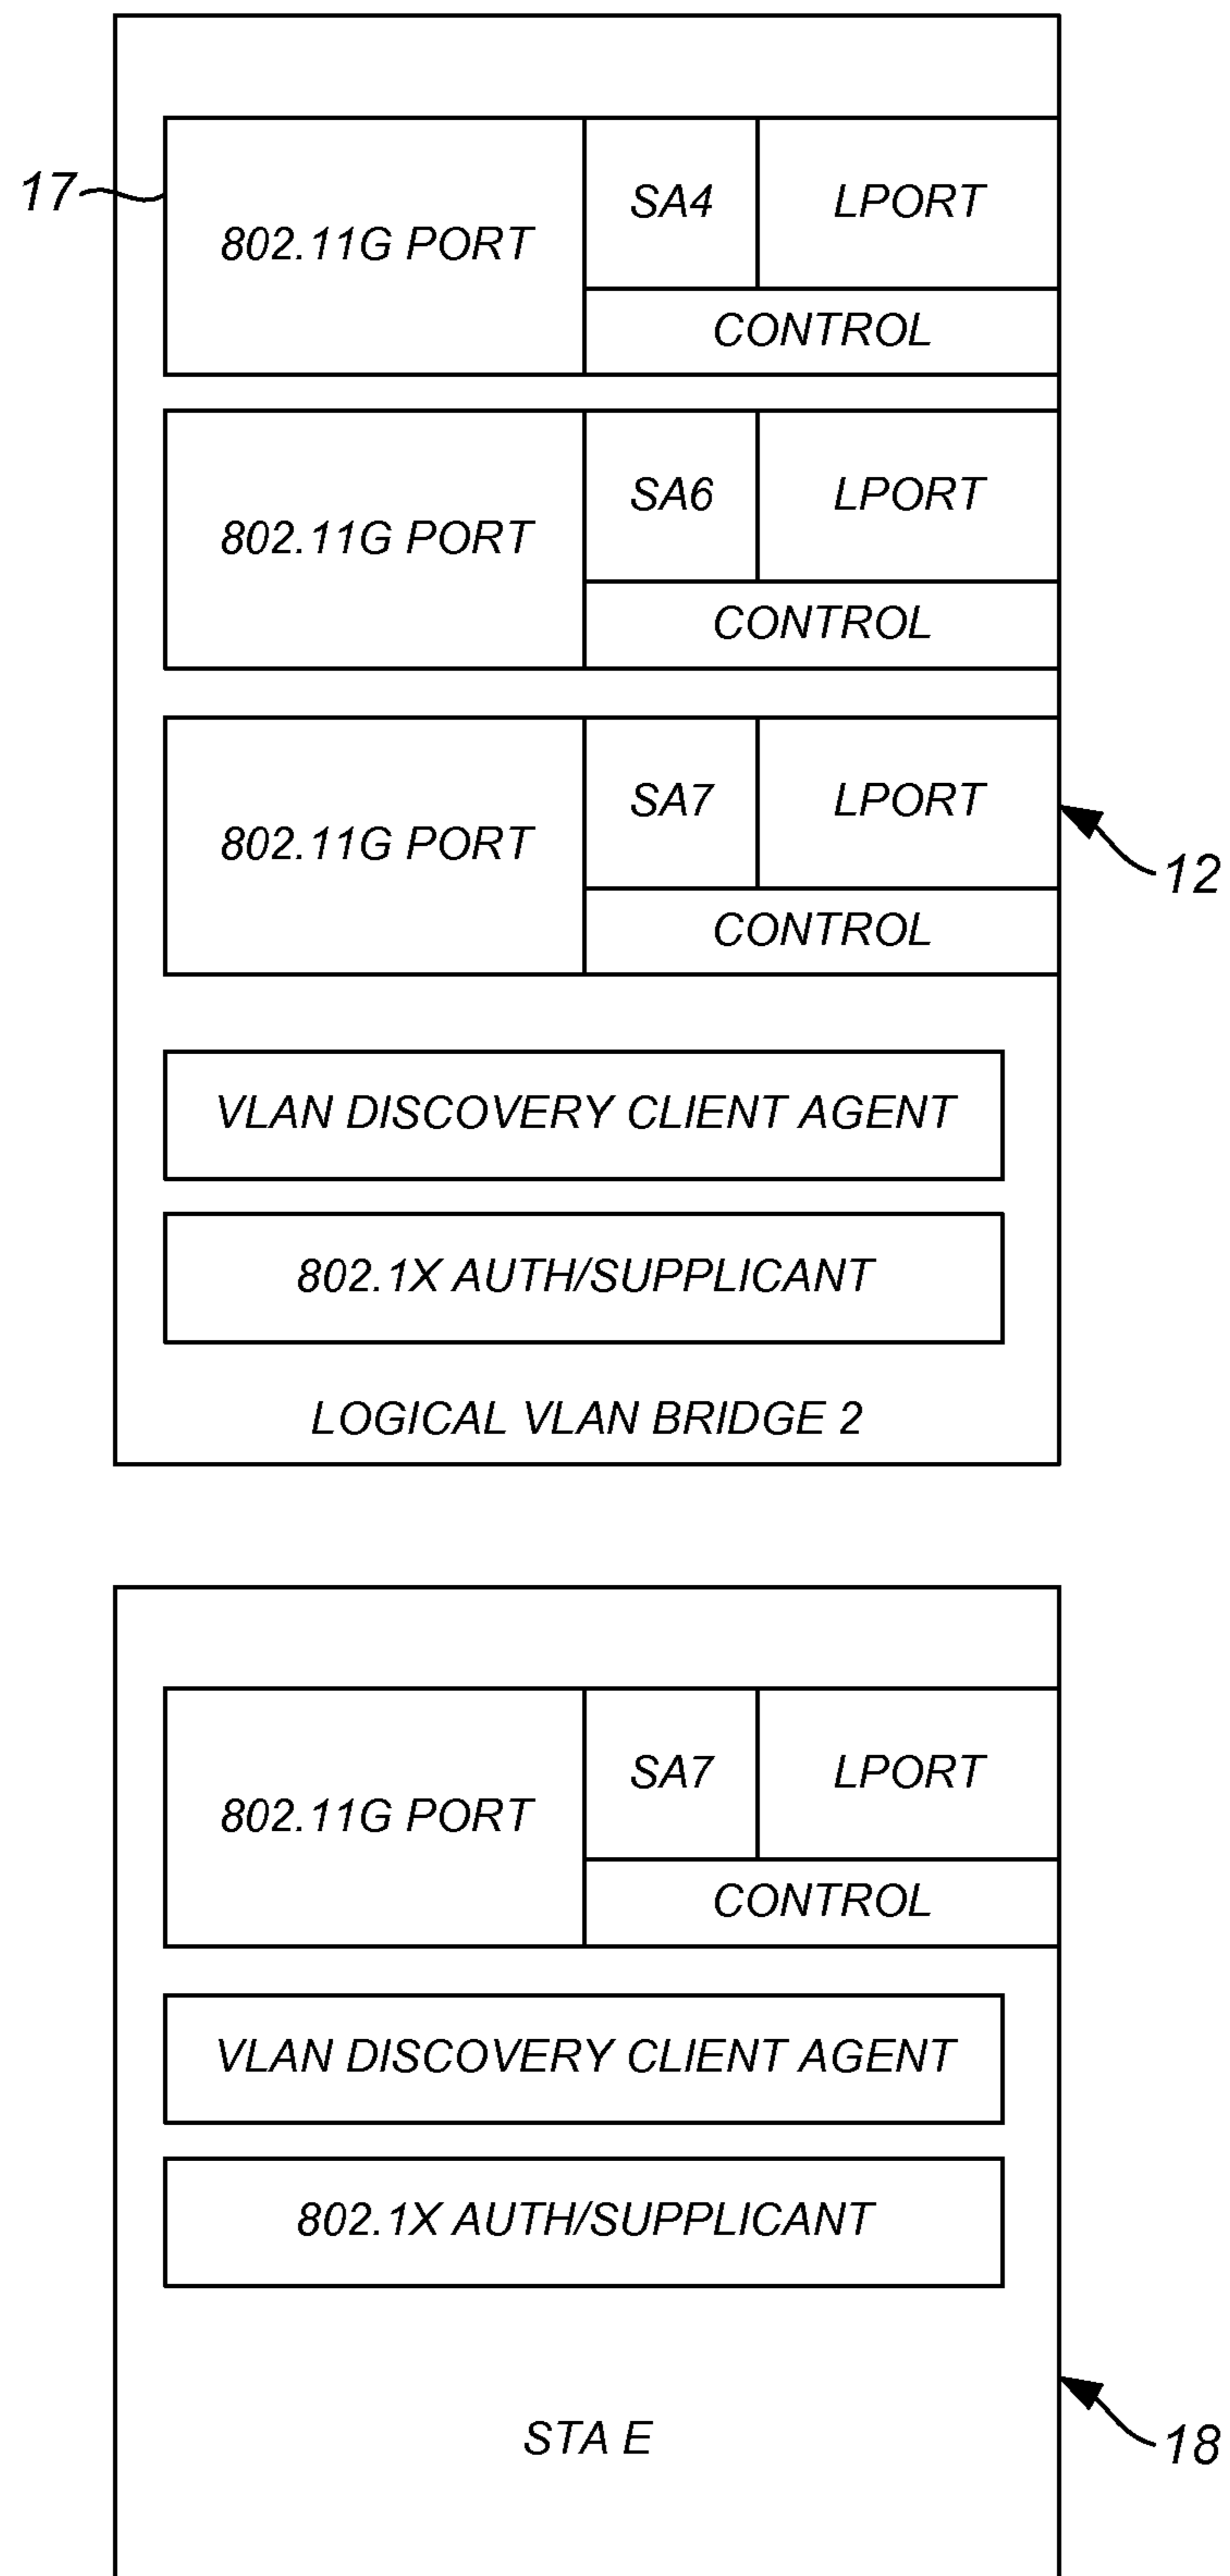 17
802.11G PORT
SA4
LPORT
CONTROL
802.11G PORT
SA6
LPORT
CONTROL
802.11G PORT
SA7
LPORT
CONTROL
12
VLAN DISCOVERY CLIENT AGENT
802.1X AUTH/SUPPLICANT
LOGICAL VLAN BRIDGE 2
802.11G PORT
SA7
LPORT
CONTROL
VLAN DISCOVERY CLIENT AGENT
802.1X AUTH/SUPPLICANT
STA E
18